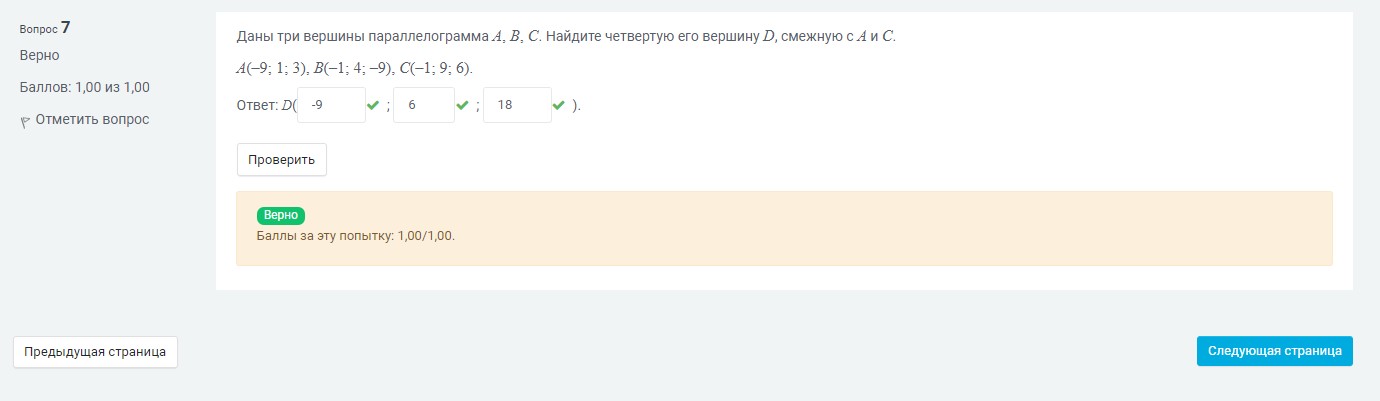 Вопрос 7
Верно
Баллов: 1,00 из 1,00
Отметить вопрос
Даны три вершины параллелограмма A, B, C. Найдите четвертую его вершину D, смежную с A и C.
A(–9; 1; 3), B(–1; 4; –9), C(–1; 9; 6).
Ответ: D( -9 ; 6 ; 18 ).
Проверить
Верно
Баллы за эту попытку: 1,00/1,00.
Предыдущая страница
Следующая страница